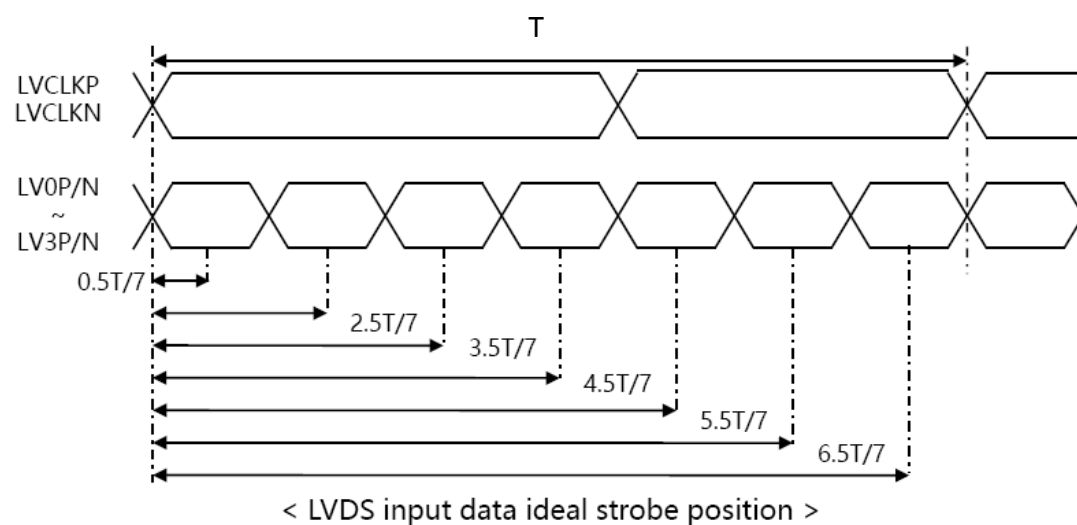 T
LVCLKP
LVCLKN
LV0P/N
~
LV3P/N
0.5T/7
2.5T/7
3.5T/7
4.5T/7
5.5T/7
6.5T/7
< LVDS input data ideal strobe position >